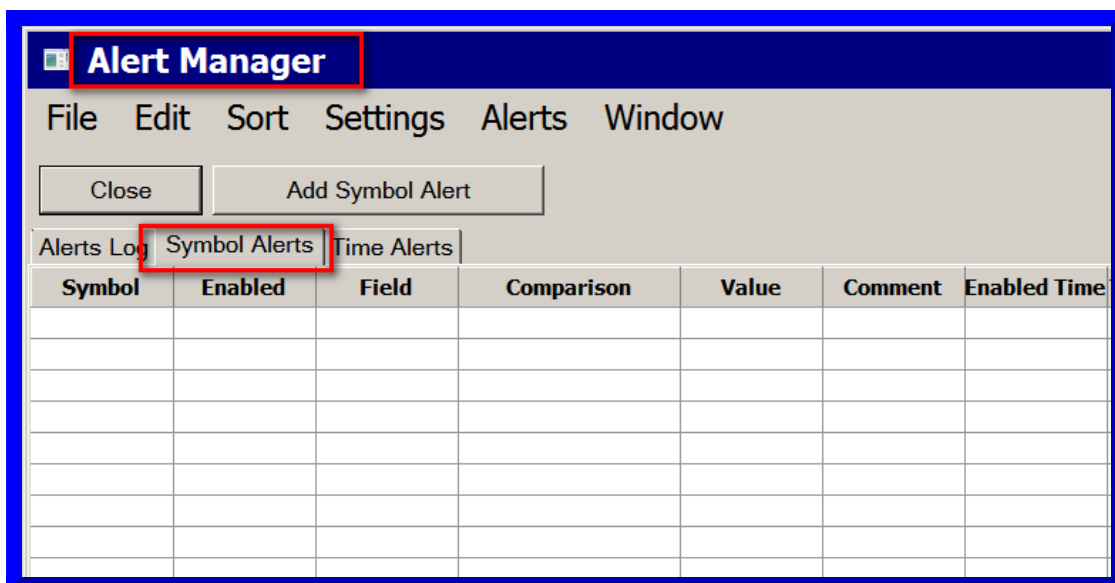 Alert Manager
File Edit Sort Settings Alerts Window
Close Add Symbol Alert
Alerts Log Symbol Alerts Time Alerts
Symbol Enabled Field Comparison Value Comment Enabled Time